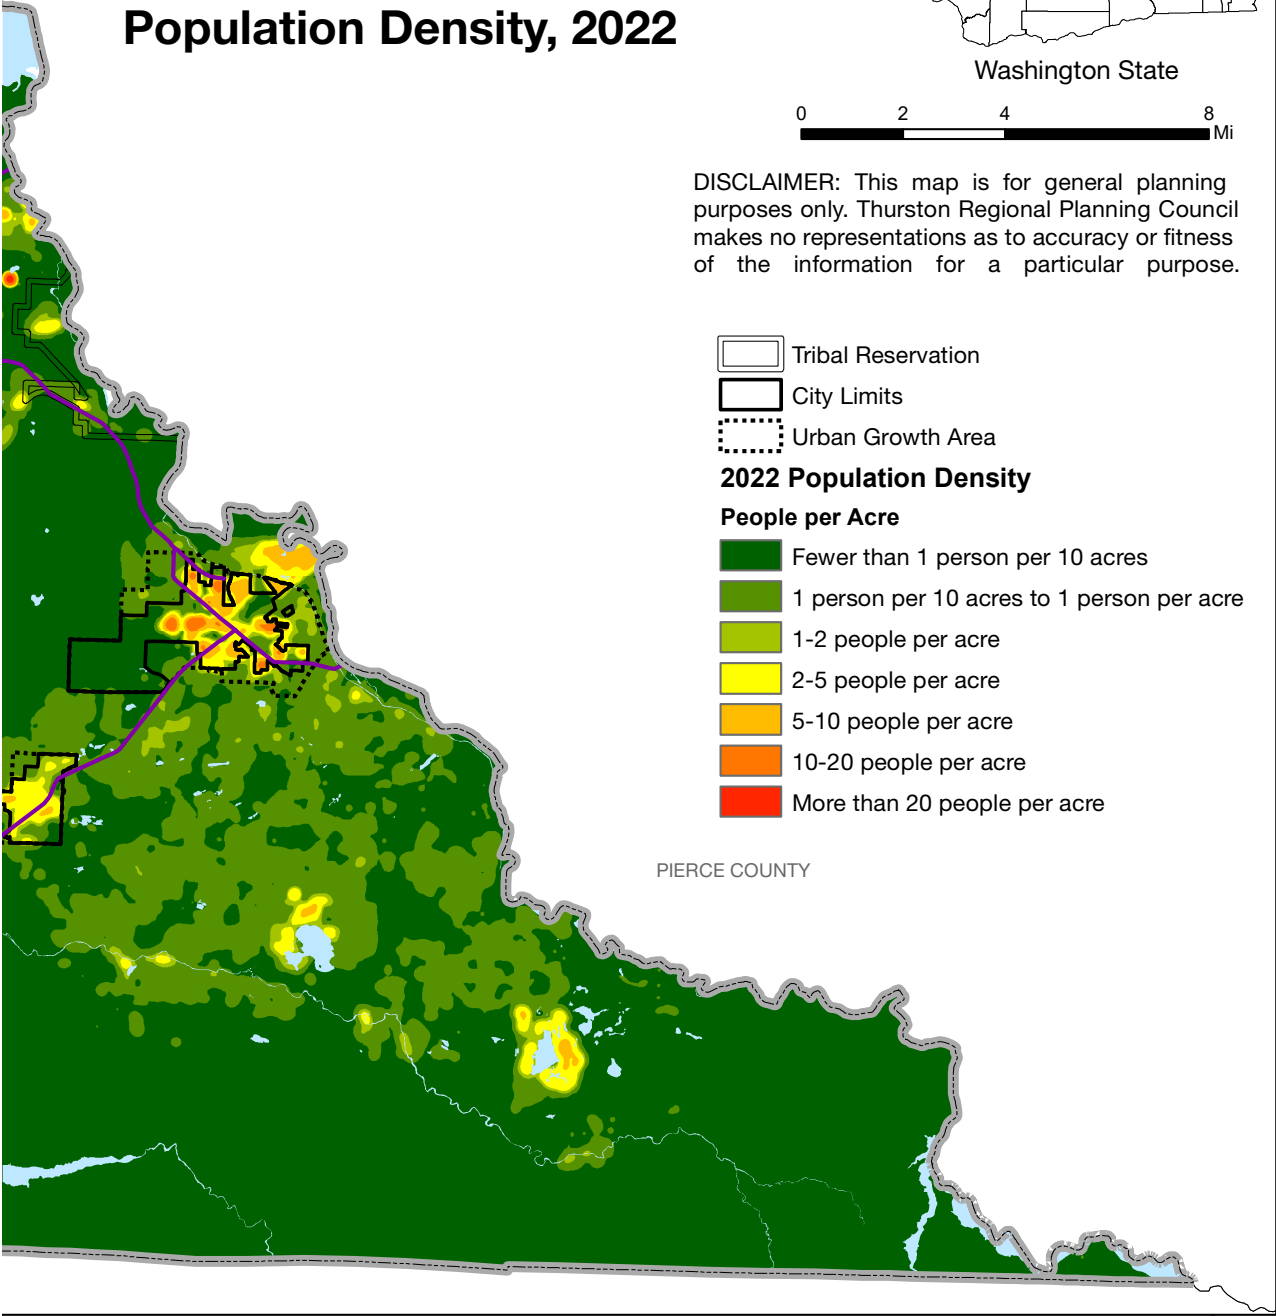 Population Density, 2022
Washington State
0 2 4 8
Mi
DISCLAIMER: This map is for general planning
purposes only. Thurston Regional Planning Council
makes no representations as to accuracy or fitness
of the information for a particular purpose.
Tribal Reservation
City Limits
Urban Growth Area
2022 Population Density
People per Acre
Fewer than 1 person per 10 acres
1 person per 10 acres to 1 person per acre
1-2 people per acre
2-5 people per acre
5-10 people per acre
10-20 people per acre
More than 20 people per acre
PIERCE COUNTY